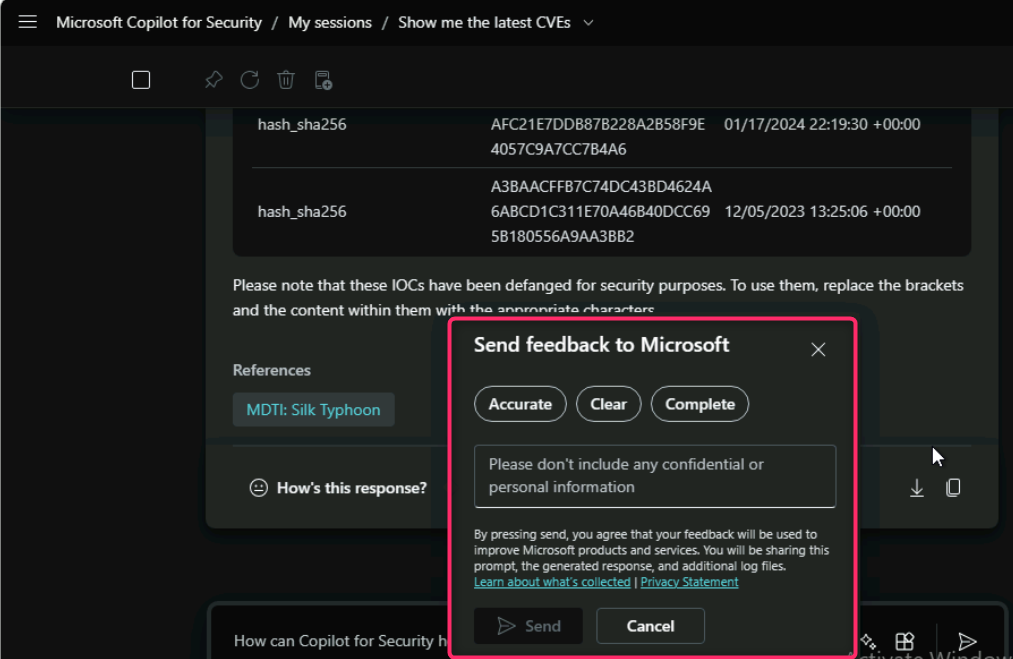 Microsoft Copilot for Security / My sessions / Show me the latest CVEs
hash_sha256 AFC21E7DDB87B228A2B58F9E 01/17/2024 22:19:30 +00:00
4057C9A7CC7B4A6
A3BAACFFB7C74DC43BD4624A
hash_sha256 6ABCD1C311E70A46B40DCC69 12/05/2023 13:25:06 +00:00
5B180556A9AA3BB2
Please note that these IOCs have been defanged for security purposes. To use them, replace the brackets
and the content within them with the appropriate characters
Send feedback to Microsoft
References
Accurate Clear Complete
MDTI: Silk Typhoon
Please don't include any confidential or
personal information
How's this response?
By pressing send, you agree that your feedback will be used to
improve Microsoft products and services. You will be sharing this
prompt, the generated response, and additional log files.
Learn about what's collected | Privacy Statement
Send Cancel
How can Copilot for Security h
Activate Window